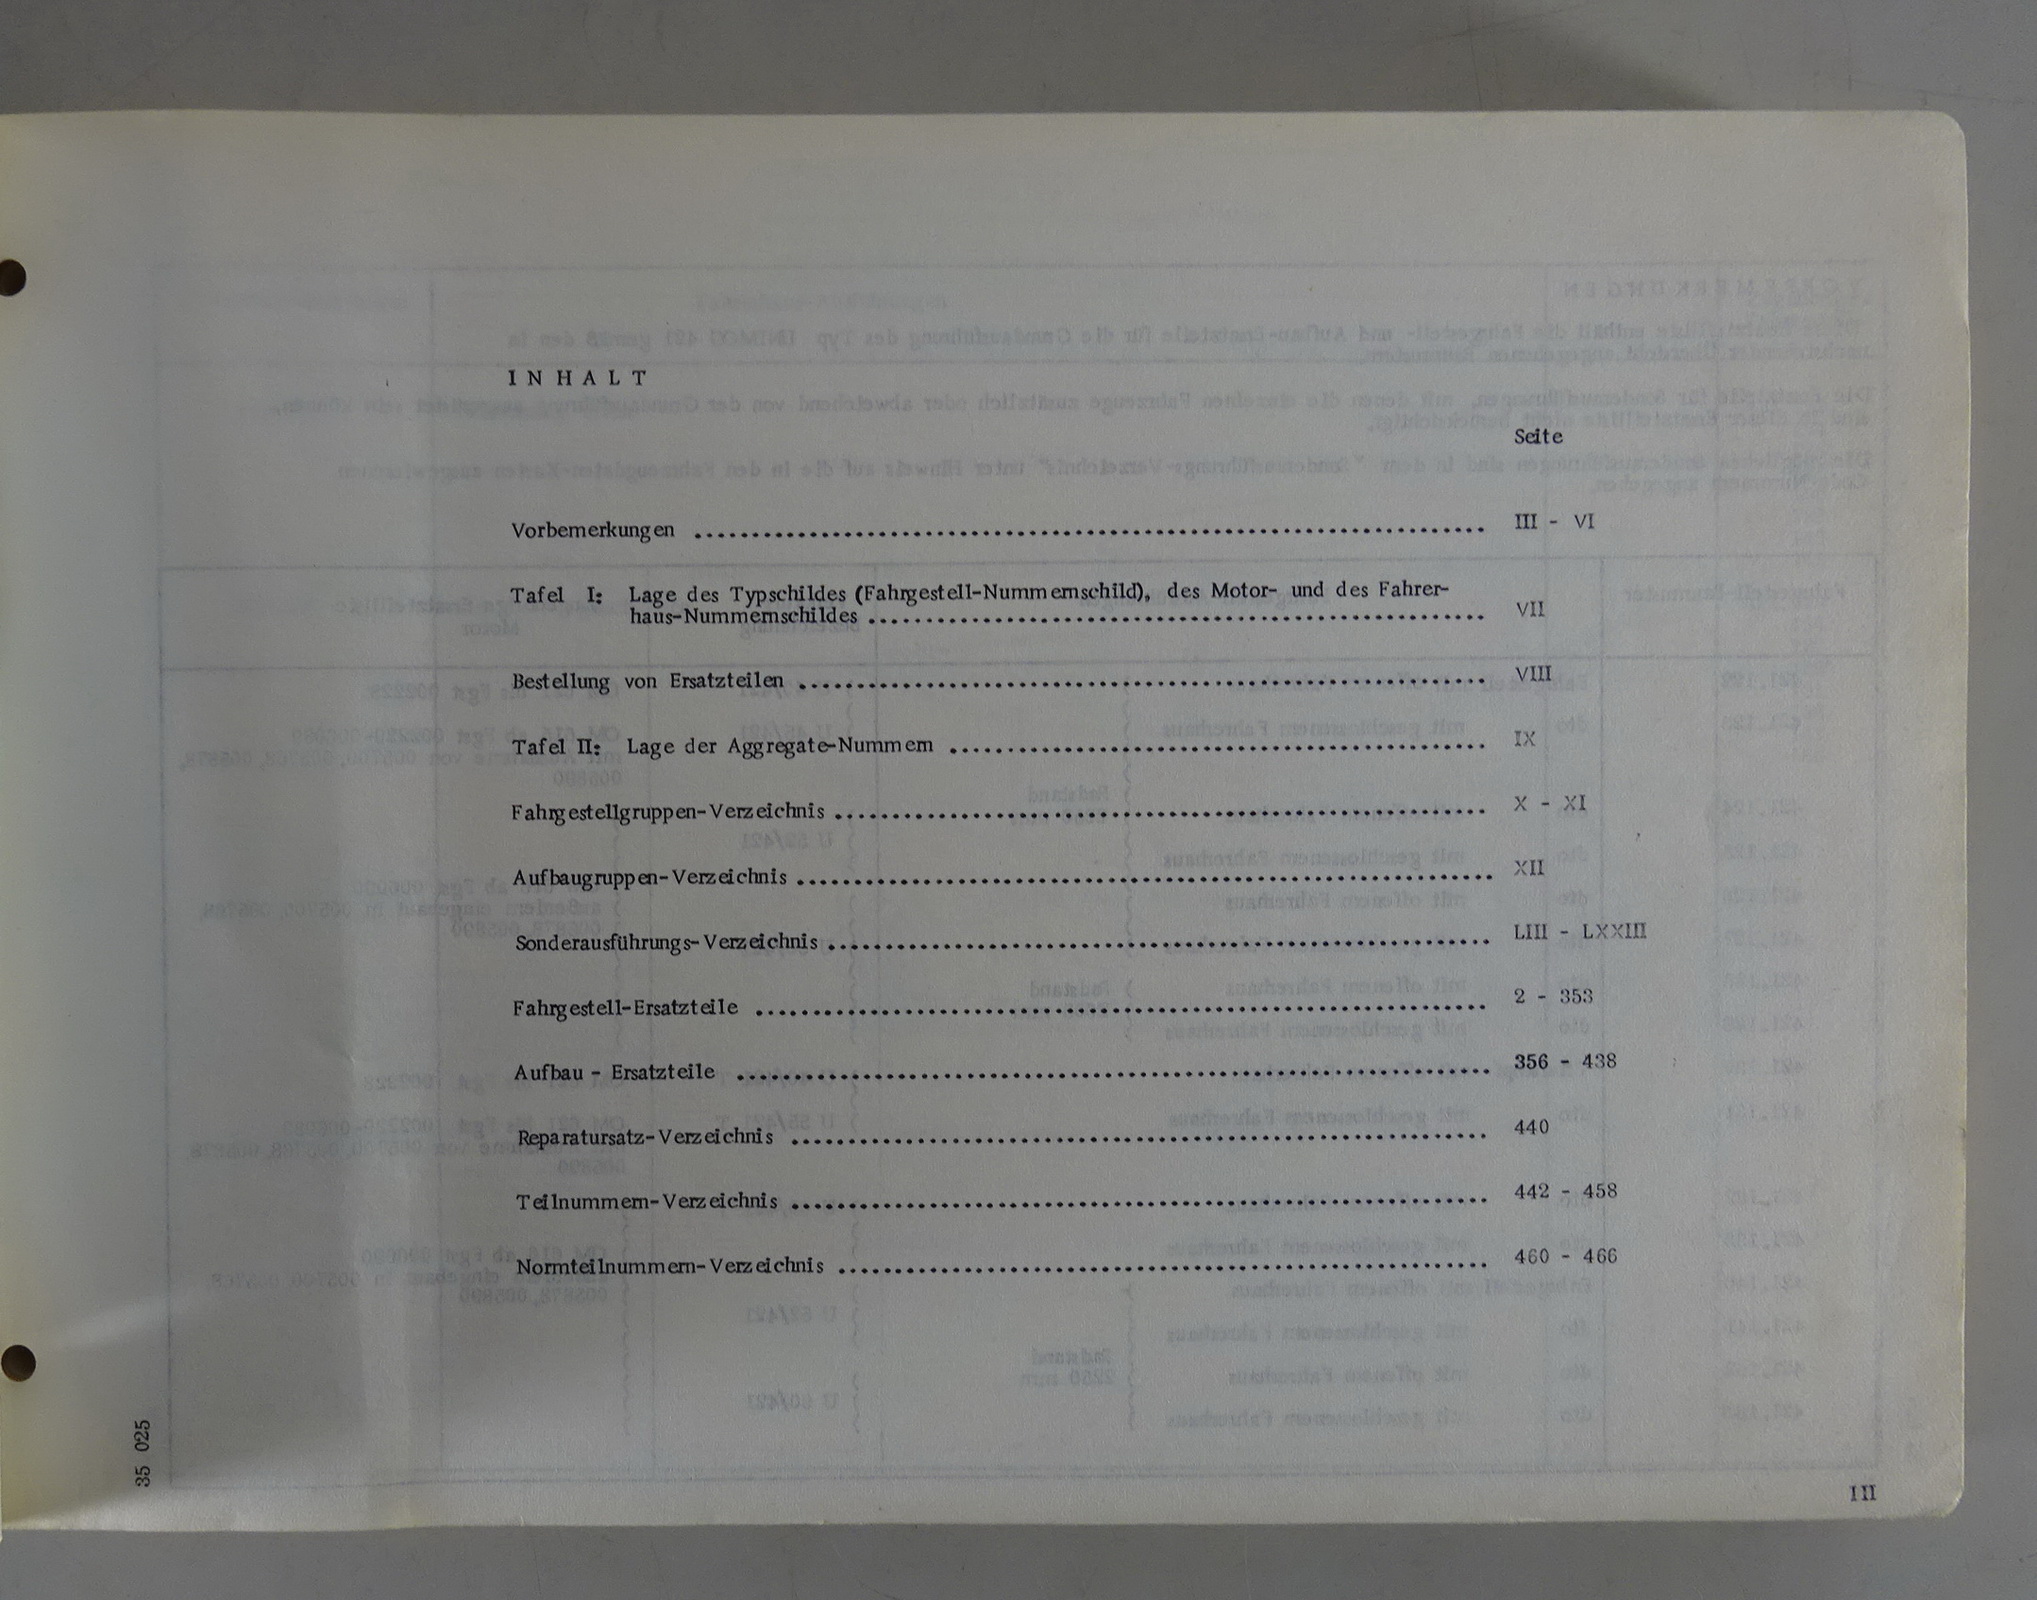 INHALT
Seite
Vorbemerkungen ........ III - VI
Tafel I: Lage des Typschildes (Fahrgestell-Nummernschild), des Motor- und des Fahrer-
haus-Nummernschildes ........ VII
Bestellung von Ersatzteilen ........ VIII
Tafel II: Lage der Aggregate-Nummern ........ IX
Fahrgestellgruppen-Verzeichnis ........ X - XI
Aufbaugruppen-Verzeichnis ........ XII
Sonderausführungs-Verzeichnis ........ LIII - LXXIII
Fahrgestell-Ersatzteile ........ 2 - 353
Aufbau - Ersatzteile ........ 356 - 438
Reparatursatz-Verzeichnis ........ 440
Teilnummern-Verzeichnis ........ 442 - 458
Normteilnummern-Verzeichnis ........ 460 - 466
35 025
III